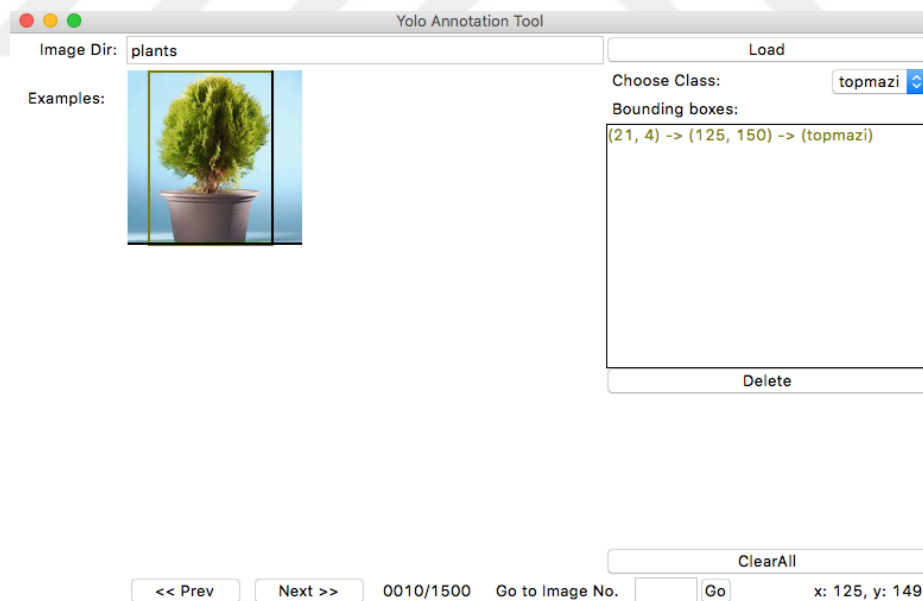 Yolo Annotation Tool
Image Dir: plants Load
Examples:
Choose Class: topmazi
Bounding boxes:
(21, 4) -> (125, 150) -> (topmazi)
Delete
ClearAll
<< Prev Next >> 0010/1500 Go to Image No. Go x: 125, y: 149